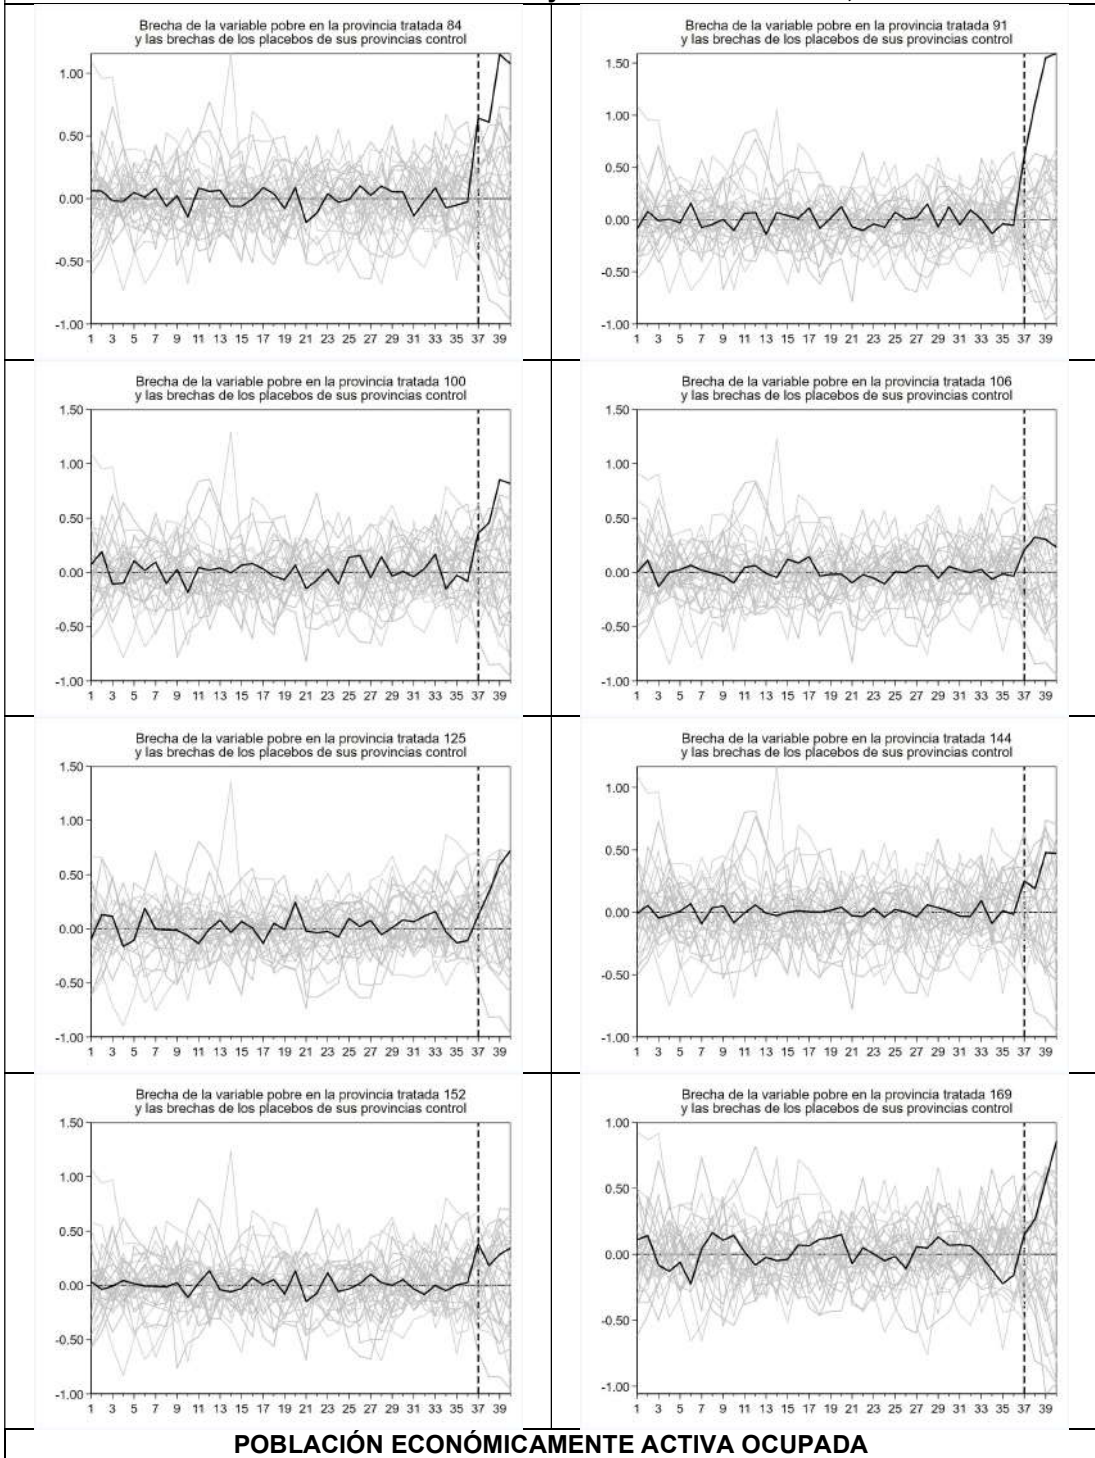 Brecha de la variable pobre en la provincia tratada 84
y las brechas de los placebos de sus provincias control
1.00
0.50
0.00
-0.50
-1.00
1 3 5 7 9 11 13 15 17 19 21 23 25 27 29 31 33 35 37 39
Brecha de la variable pobre en la provincia tratada 91
y las brechas de los placebos de sus provincias control
1.50
1.00
0.50
0.00
-0.50
-1.00
1 3 5 7 9 11 13 15 17 19 21 23 25 27 29 31 33 35 37 39
Brecha de la variable pobre en la provincia tratada 100
y las brechas de los placebos de sus provincias control
1.50
1.00
0.50
0.00
-0.50
-1.00
1 3 5 7 9 11 13 15 17 19 21 23 25 27 29 31 33 35 37 39
Brecha de la variable pobre en la provincia tratada 106
y las brechas de los placebos de sus provincias control
1.50
1.00
0.50
0.00
-0.50
-1.00
1 3 5 7 9 11 13 15 17 19 21 23 25 27 29 31 33 35 37 39
Brecha de la variable pobre en la provincia tratada 125
y las brechas de los placebos de sus provincias control
1.50
1.00
0.50
0.00
-0.50
-1.00
1 3 5 7 9 11 13 15 17 19 21 23 25 27 29 31 33 35 37 39
Brecha de la variable pobre en la provincia tratada 144
y las brechas de los placebos de sus provincias control
1.00
0.50
0.00
-0.50
-1.00
1 3 5 7 9 11 13 15 17 19 21 23 25 27 29 31 33 35 37 39
Brecha de la variable pobre en la provincia tratada 152
y las brechas de los placebos de sus provincias control
1.50
1.00
0.50
0.00
-0.50
-1.00
1 3 5 7 9 11 13 15 17 19 21 23 25 27 29 31 33 35 37 39
Brecha de la variable pobre en la provincia tratada 169
y las brechas de los placebos de sus provincias control
1.00
0.50
0.00
-0.50
-1.00
1 3 5 7 9 11 13 15 17 19 21 23 25 27 29 31 33 35 37 39
POBLACIÓN ECONÓMICAMENTE ACTIVA OCUPADA